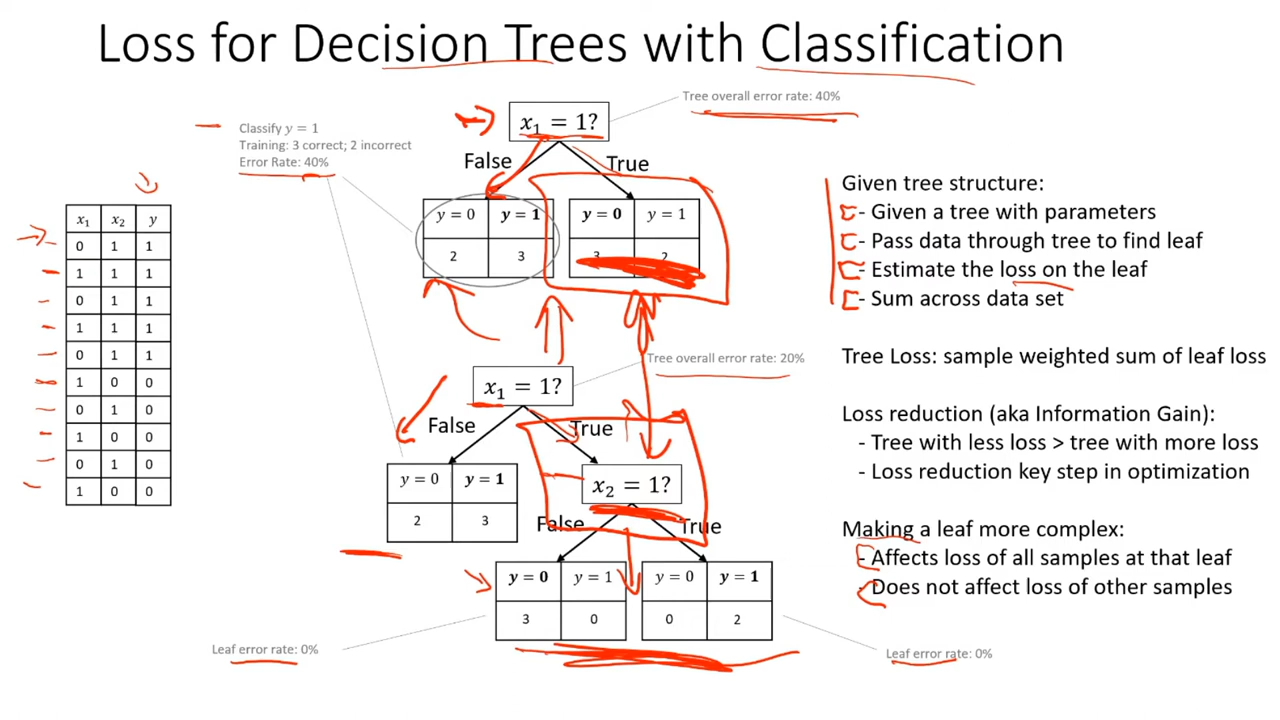 Loss for Decision Trees with Classification
Tree overall error rate: 40%
Classify y = 1
Training: 3 correct; 2 incorrect
Error Rate: 40%
x₁ = 1?
False True
y = 0 y = 1 y = 0 y = 1
2 3 3 2
x₁ x₂ y
0 1 1
1 1 1
0 1 1
1 1 1
0 1 1
1 0 0
0 1 0
1 0 0
0 1 0
1 0 0
Tree overall error rate: 20%
x₁ = 1?
False True
y = 0 y = 1
2 3
x₂ = 1?
False True
y = 0 y = 1 y = 0 y = 1
3 0 0 2
Leaf error rate: 0%
Leaf error rate: 0%
Given tree structure:
- Given a tree with parameters
- Pass data through tree to find leaf
- Estimate the loss on the leaf
- Sum across data set
Tree Loss: sample weighted sum of leaf loss
Loss reduction (aka Information Gain):
- Tree with less loss > tree with more loss
- Loss reduction key step in optimization
Making a leaf more complex:
- Affects loss of all samples at that leaf
- Does not affect loss of other samples